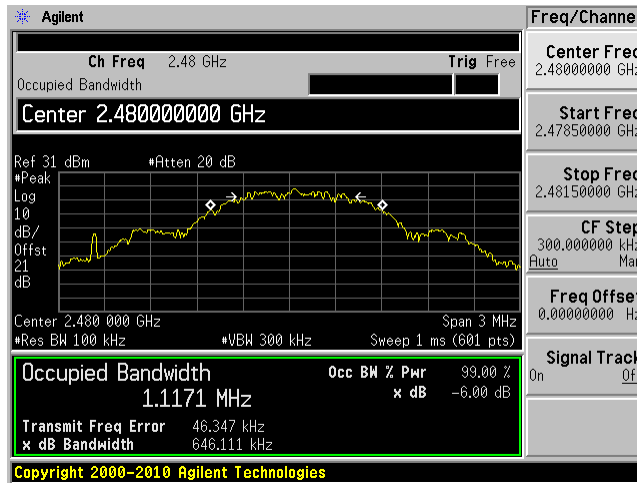 Agilent
Freq/Channel
Ch Freq 2.48 GHz Trig Free
Occupied Bandwidth
Center 2.480000000 GHz
Ref 31 dBm #Atten 20 dB
#Peak
Log
10
dB/
Offst
21
dB
Center 2.480 000 GHz Span 3 MHz
#Res BW 100 kHz #VBW 300 kHz Sweep 1 ms (601 pts)
Occupied Bandwidth
1.1171 MHz
Occ BW % Pwr 99.00 %
x dB -6.00 dB
Transmit Freq Error 46.347 kHz
x dB Bandwidth 646.111 kHz
Center Freq
2.48000000 GHz
Start Freq
2.47850000 GHz
Stop Freq
2.48150000 GHz
CF Step
300.000000 kHz
Auto Man
Freq Offset
0.00000000 Hz
Signal Track
On Off
Copyright 2000-2010 Agilent Technologies